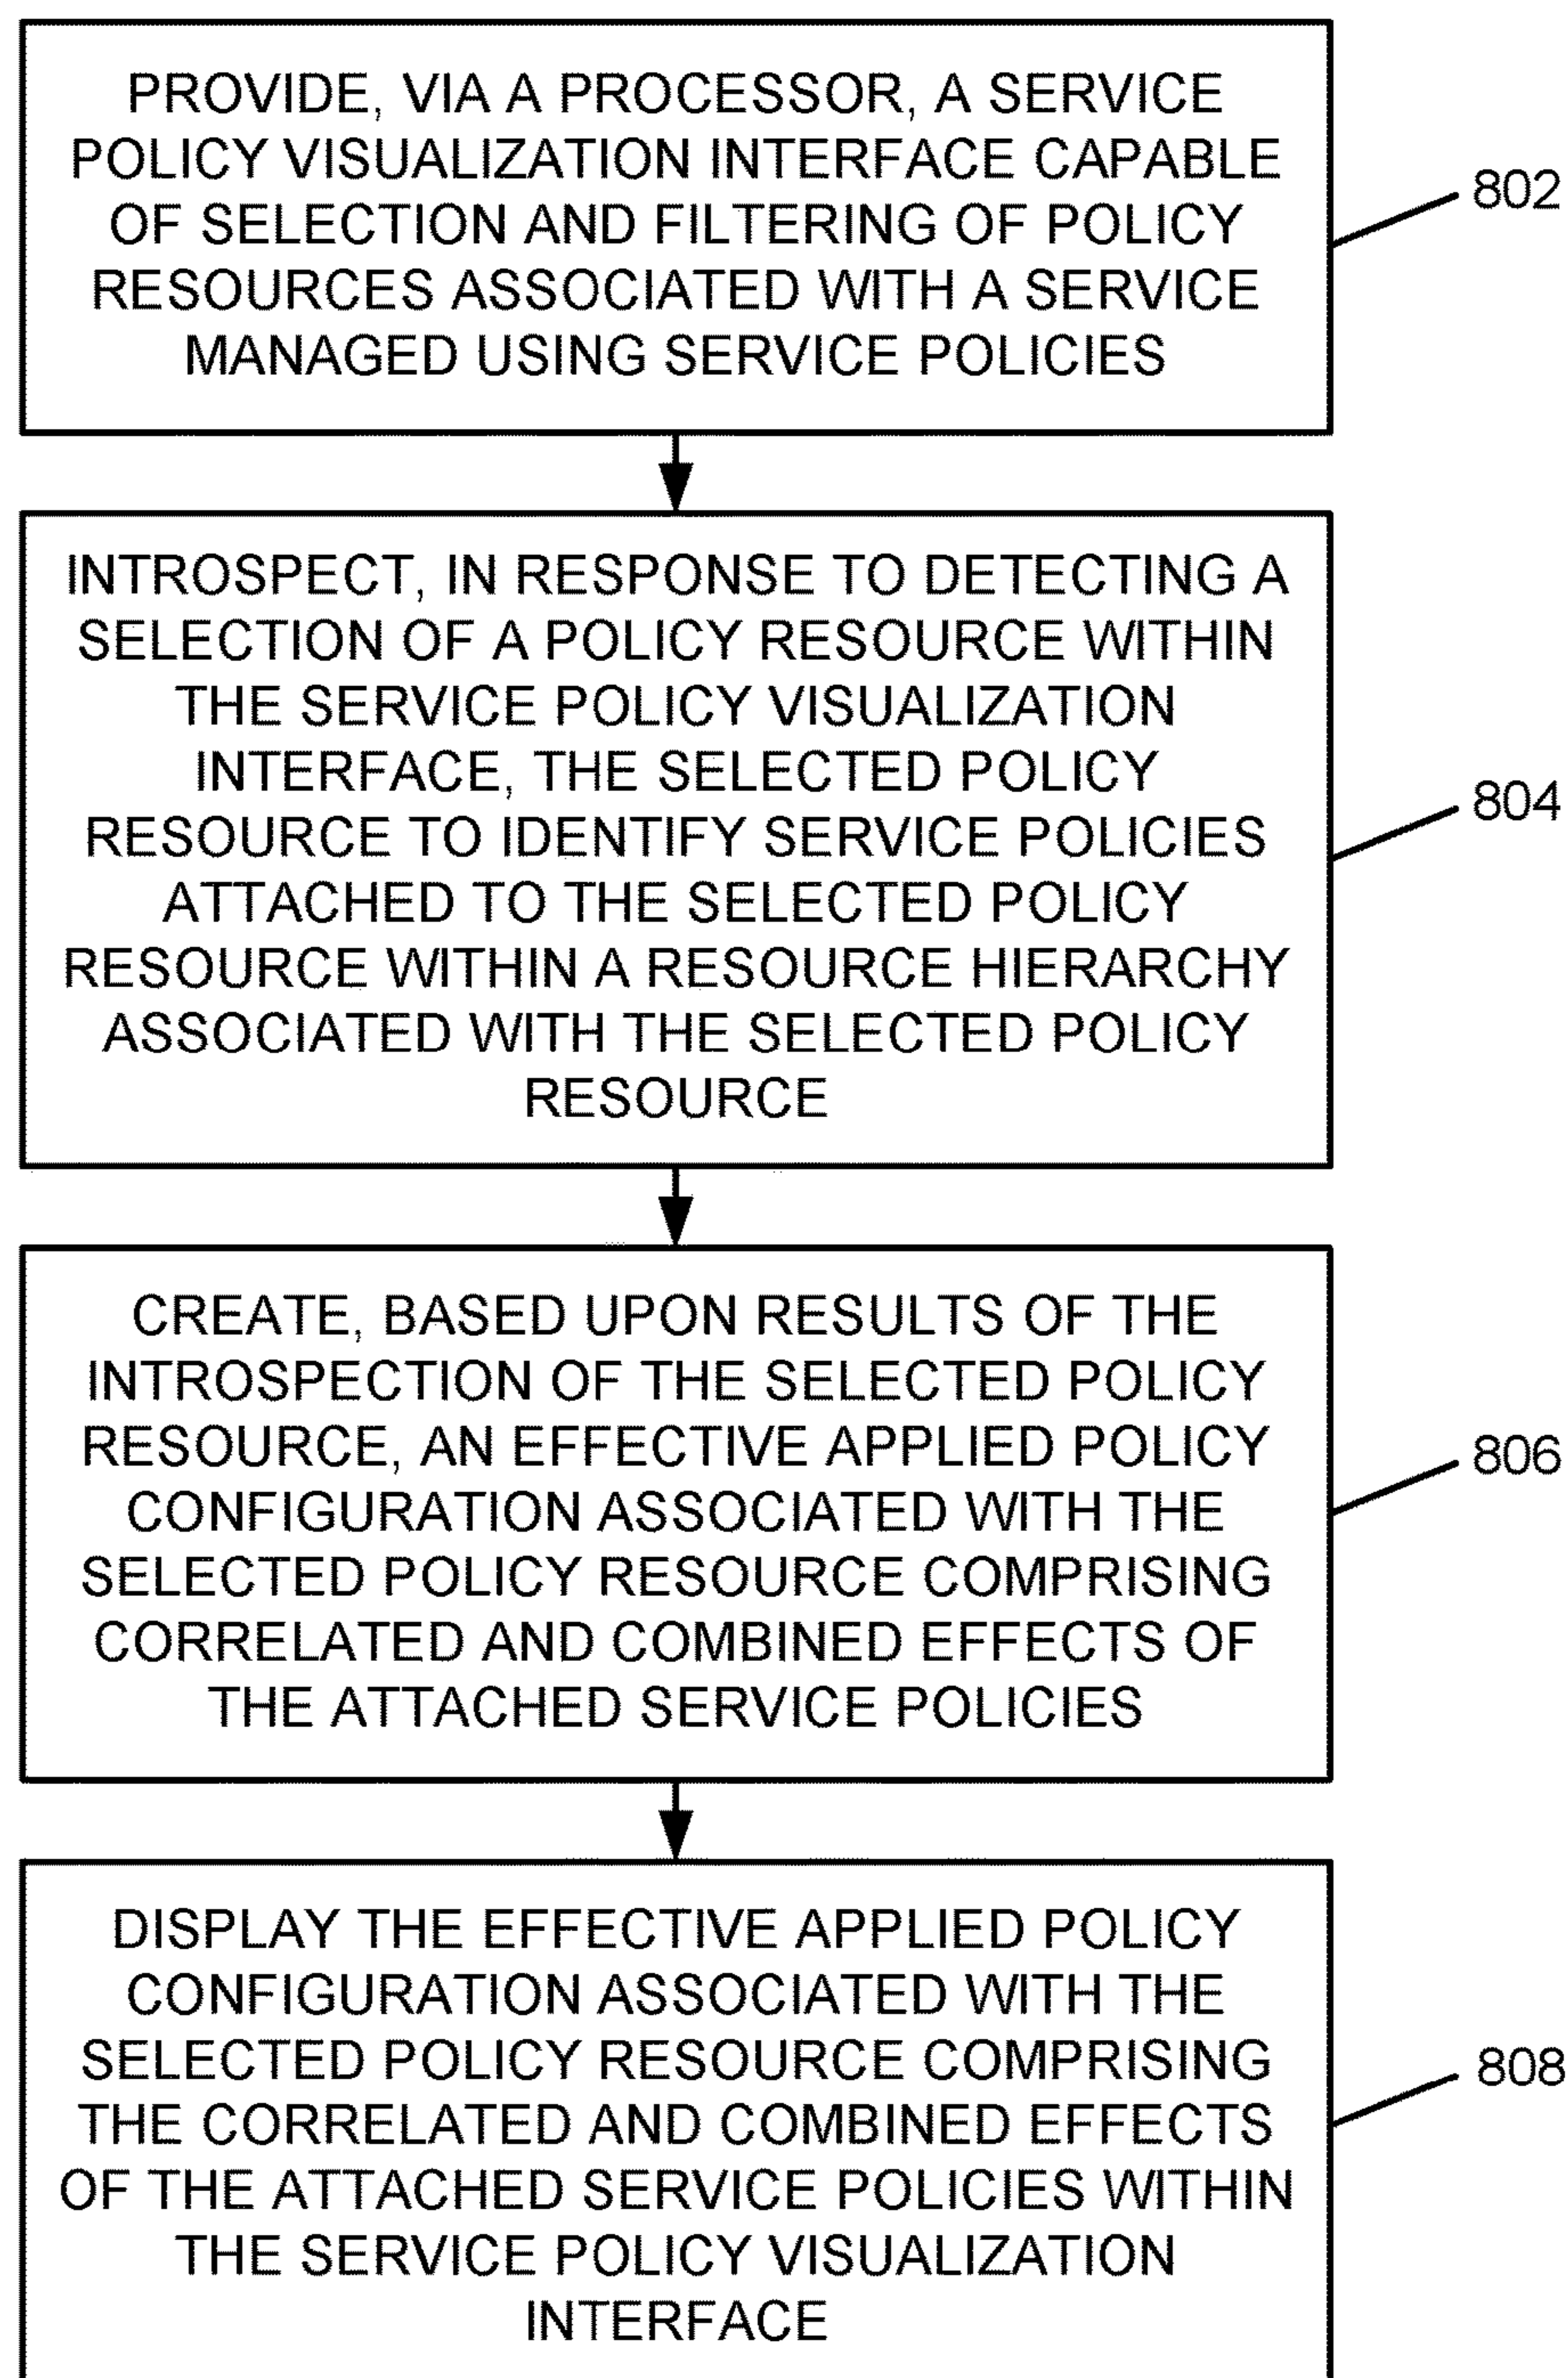 PROVIDE, VIA A PROCESSOR, A SERVICE
POLICY VISUALIZATION INTERFACE CAPABLE
OF SELECTION AND FILTERING OF POLICY
RESOURCES ASSOCIATED WITH A SERVICE
MANAGED USING SERVICE POLICIES
802
INTROSPECT, IN RESPONSE TO DETECTING A
SELECTION OF A POLICY RESOURCE WITHIN
THE SERVICE POLICY VISUALIZATION
INTERFACE, THE SELECTED POLICY
RESOURCE TO IDENTIFY SERVICE POLICIES
ATTACHED TO THE SELECTED POLICY
RESOURCE WITHIN A RESOURCE HIERARCHY
ASSOCIATED WITH THE SELECTED POLICY
RESOURCE
804
CREATE, BASED UPON RESULTS OF THE
INTROSPECTION OF THE SELECTED POLICY
RESOURCE, AN EFFECTIVE APPLIED POLICY
CONFIGURATION ASSOCIATED WITH THE
SELECTED POLICY RESOURCE COMPRISING
CORRELATED AND COMBINED EFFECTS OF
THE ATTACHED SERVICE POLICIES
806
DISPLAY THE EFFECTIVE APPLIED POLICY
CONFIGURATION ASSOCIATED WITH THE
SELECTED POLICY RESOURCE COMPRISING
THE CORRELATED AND COMBINED EFFECTS
OF THE ATTACHED SERVICE POLICIES WITHIN
THE SERVICE POLICY VISUALIZATION
INTERFACE
808